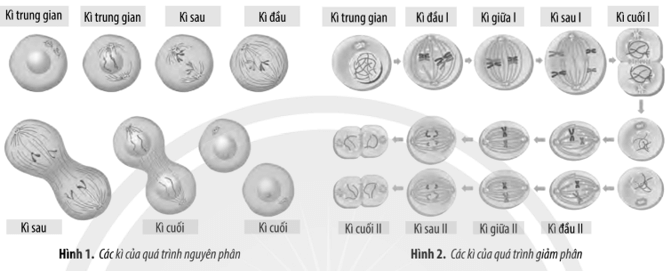 Kì trung gian
Kì trung gian
Kì sau
Kì đầu
Kì sau
Kì cuối
Kì cuối
Hình 1. Các kì của quá trình nguyên phân
Kì trung gian
Kì đầu I
Kì giữa I
Kì sau I
Kì cuối I
Kì cuối II
Kì sau II
Kì giữa II
Kì đầu II
Hình 2. Các kì của quá trình giảm phân